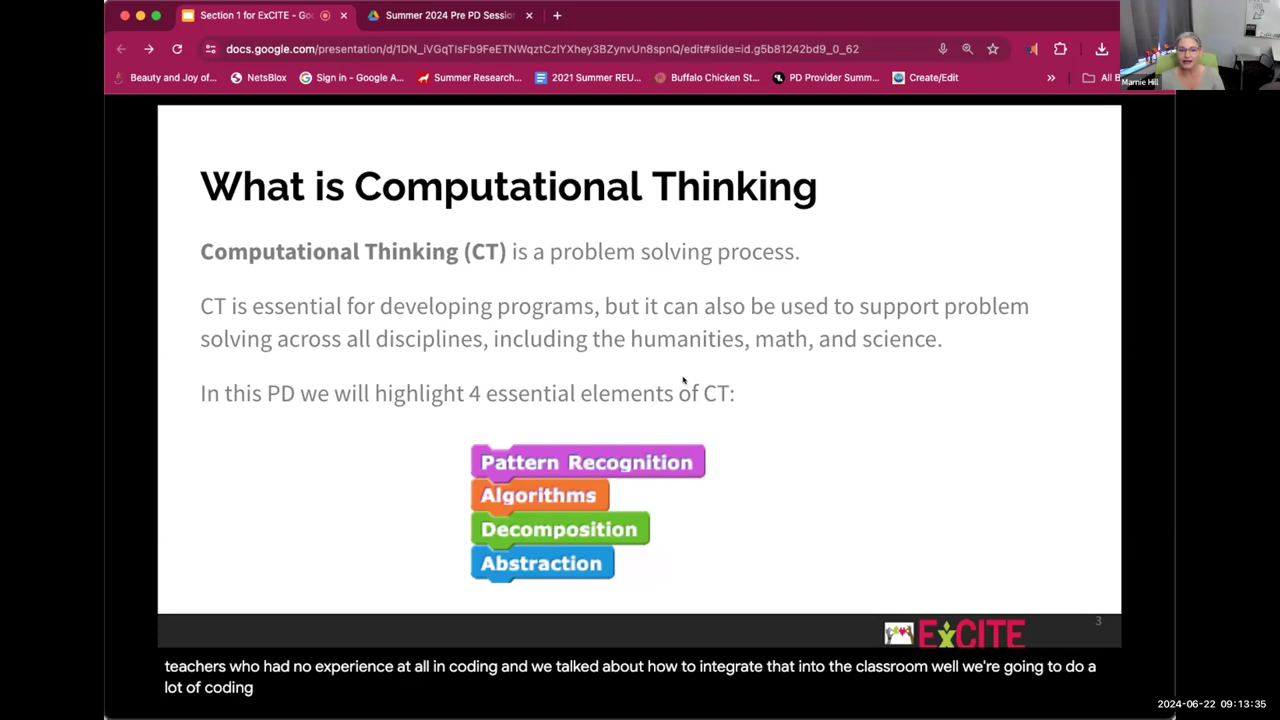 Section 1 for ExCITE - Goo
Summer 2024 Pre PD Session
docs.google.com/presentation/d/1DN_iVGqTIsFb9FeETNWqztCzlYXhey3BZynvUn8spnQ/edit#slide=id.g5b81242bd9_0_62
Beauty and Joy of...
NetsBlox
Sign in - Google A...
Summer Research...
2021 Summer REU...
Buffalo Chicken St...
PD Provider Summ...
Create/Edit
»
All B
Marnie Hill
What is Computational Thinking
Computational Thinking (CT) is a problem solving process.
CT is essential for developing programs, but it can also be used to support problem
solving across all disciplines, including the humanities, math, and science.
In this PD we will highlight 4 essential elements of CT:
Pattern Recognition
Algorithms
Decomposition
Abstraction
ExCITE
3
teachers who had no experience at all in coding and we talked about how to integrate that into the classroom well we're going to do a
lot of coding
2024-06-22 09:13:35